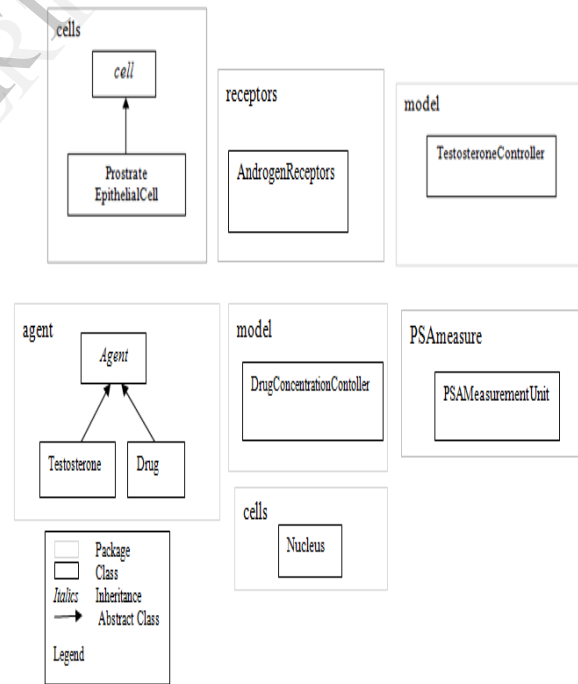 cells
cell
Prostrate
EpithelialCell
receptors
AndrogenReceptors
model
TestosteroneController
agent
Agent
Testosterone
Drug
model
DrugConcentrationContoller
PSAmeasure
PSAMeasurementUnit
cells
Nucleus
Package
Class
Italics Inheritance
Abstract Class
Legend